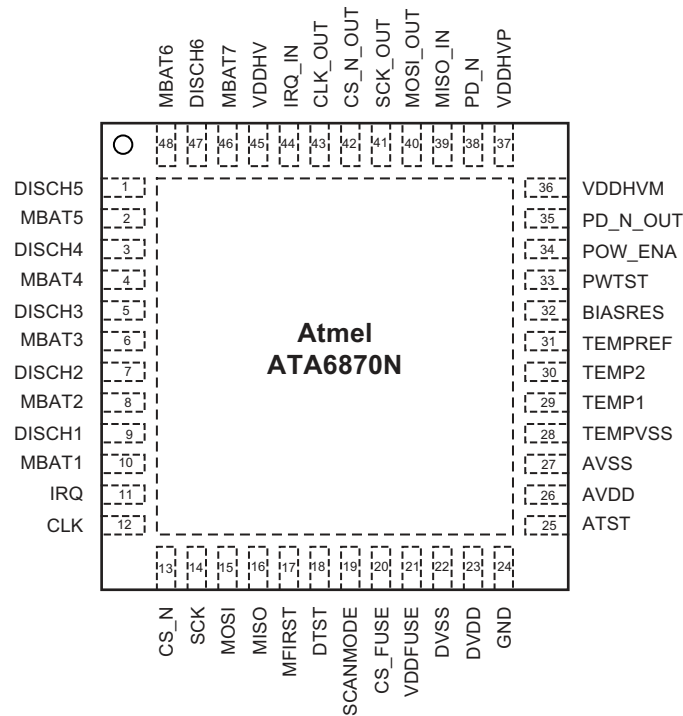 MBAT6
DISCH6
MBAT7
VDDHV
IRQ_IN
CLK_OUT
CS_N_OUT
SCK_OUT
MOSI_OUT
MISO_IN
PD_N
VDDHVP
48 47 46 45 44 43 42 41 40 39 38 37
DISCH5 1 36 VDDHVM
MBAT5 2 35 PD_N_OUT
DISCH4 3 34 POW_ENA
MBAT4 4 33 PWTST
DISCH3 5 32 BIASRES
MBAT3 6 31 TEMPREF
DISCH2 7 30 TEMP2
MBAT2 8 29 TEMP1
DISCH1 9 28 TEMPVSS
MBAT1 10 27 AVSS
IRQ 11 26 AVDD
CLK 12 25 ATST
Atmel
ATA6870N
13 14 15 16 17 18 19 20 21 22 23 24
CS_N
SCK
MOSI
MISO
MFIRST
DTST
SCANMODE
CS_FUSE
VDDFUSE
DVSS
DVDD
GND